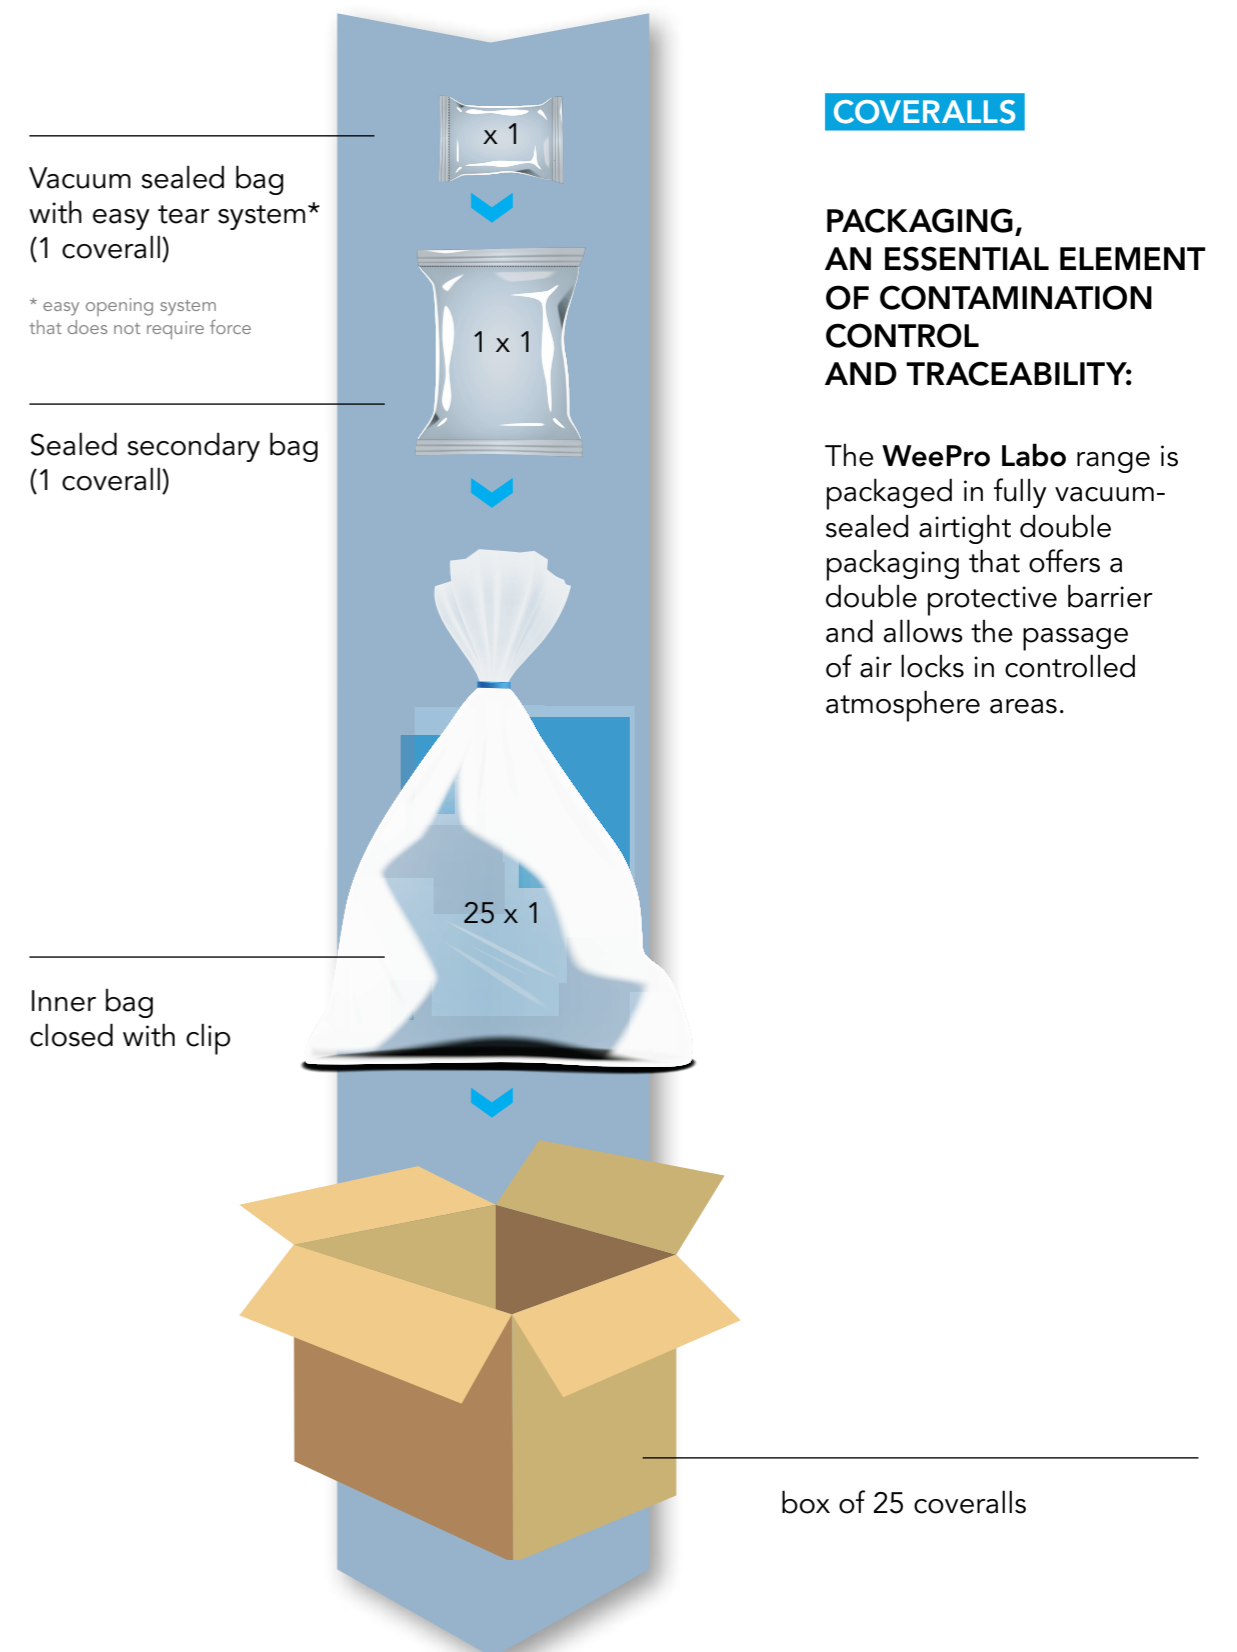 COVERALLS
PACKAGING,
AN ESSENTIAL ELEMENT
OF CONTAMINATION
CONTROL
AND TRACEABILITY:
The WeePro Labo range is
packaged in fully vacuum-
sealed airtight double
packaging that offers a
double protective barrier
and allows the passage
of air locks in controlled
atmosphere areas.
x 1
Vacuum sealed bag
with easy tear system*
(1 coverall)
* easy opening system
that does not require force
1 x 1
Sealed secondary bag
(1 coverall)
25 x 1
Inner bag
closed with clip
box of 25 coveralls